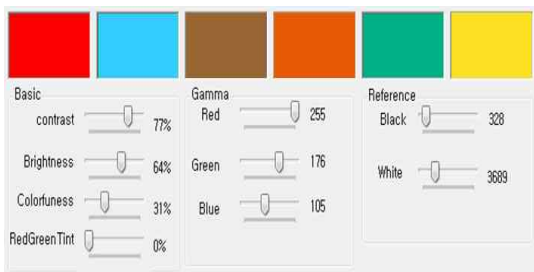 Basic
contrast 77%
Brightness 64%
Colorfuness 31%
RedGreenTint 0%
Gamma
Red 255
Green 176
Blue 105
Reference
Black 328
White 3689